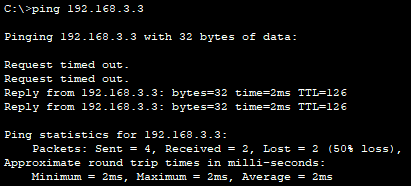 C:\>ping 192.168.3.3
Pinging 192.168.3.3 with 32 bytes of data:
Request timed out.
Request timed out.
Reply from 192.168.3.3: bytes=32 time=2ms TTL=126
Reply from 192.168.3.3: bytes=32 time=2ms TTL=126
Ping statistics for 192.168.3.3:
Packets: Sent = 4, Received = 2, Lost = 2 (50% loss),
Approximate round trip times in milli-seconds:
Minimum = 2ms, Maximum = 2ms, Average = 2ms